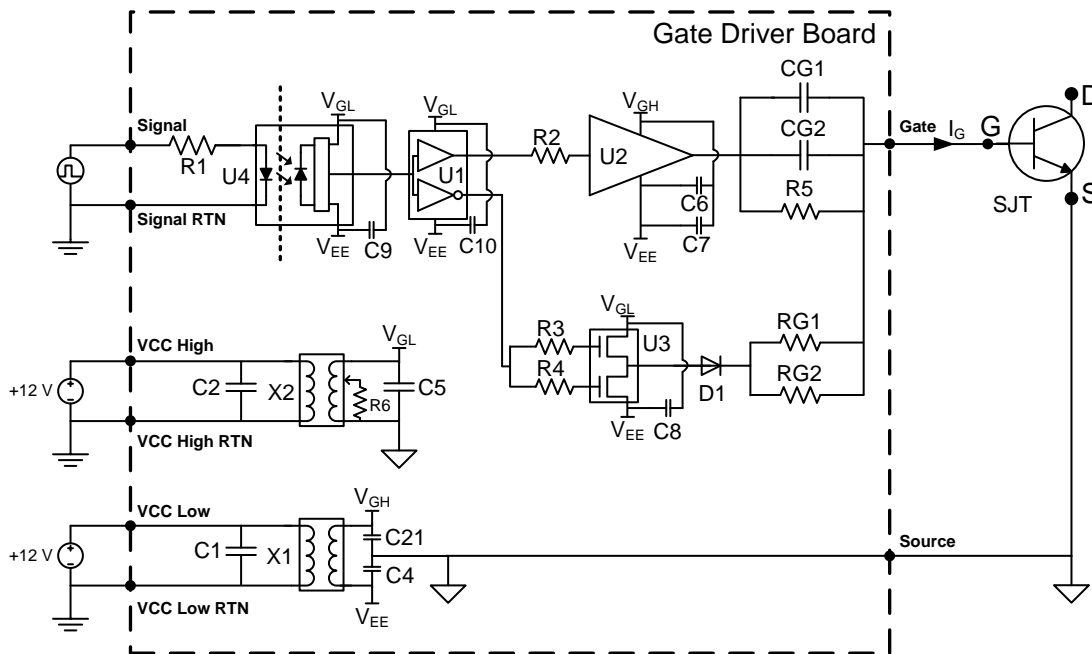 Gate Driver Board
CG1
D
V_GL
V_GH
V_GL
Signal
CG2
Gate
I_G
G
R2
R1
U4
U1
U2
C6
R5
S
SJT
Signal RTN
V_EE
C9
V_EE
C10
C7
V_EE
V_GL
R3
U3
RG1
V_GL
VCC High
R4
+12 V
C2
X2
R6
C5
D1
RG2
V_EE
C8
VCC High RTN
V_GH
VCC Low
C21
Source
+12 V
C1
X1
C4
VCC Low RTN
V_EE